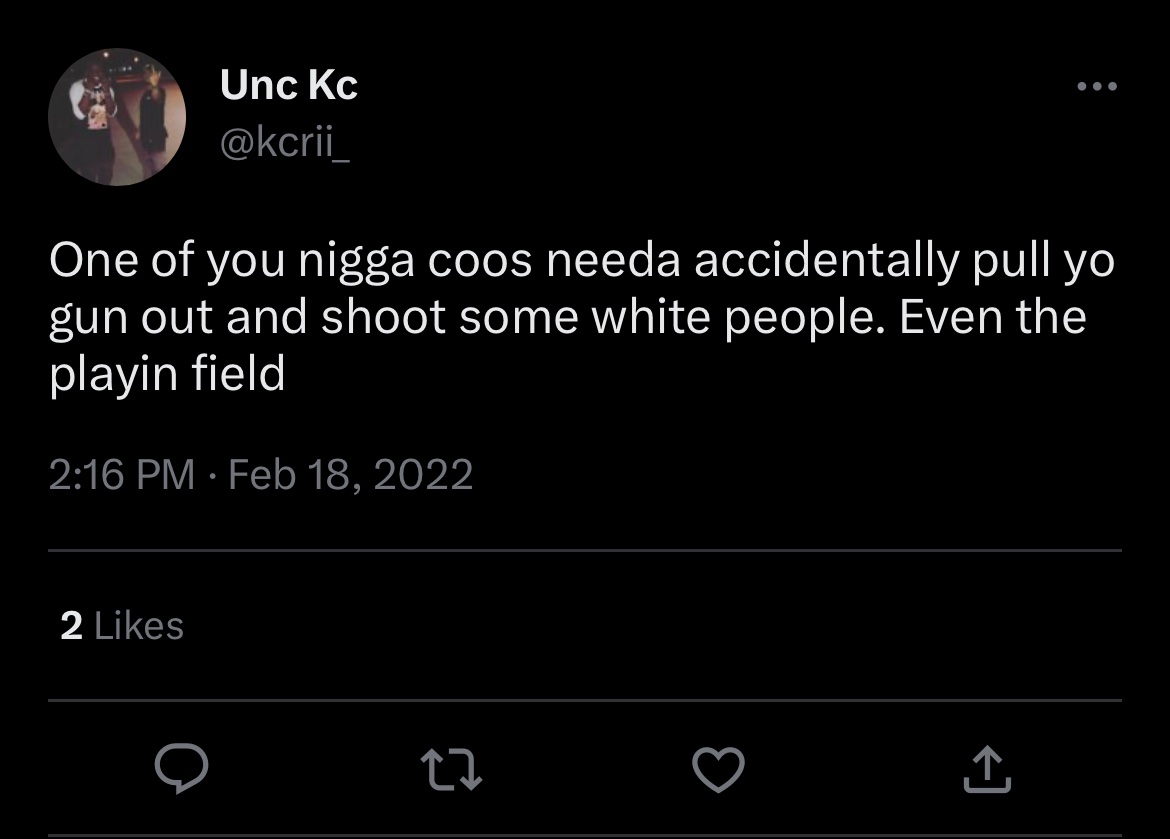 Unc Kc
@kcrii_
One of you nigga coos needa accidentally pull yo
gun out and shoot some white people. Even the
playin field
2:16 PM · Feb 18, 2022
2 Likes